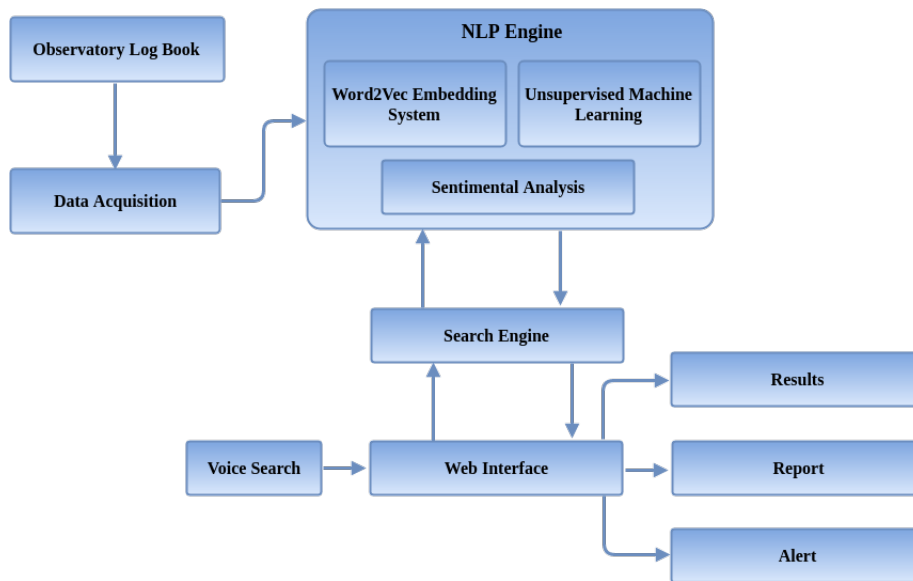 Observatory Log Book
Data Acquisition
NLP Engine
Word2Vec Embedding
System
Unsupervised Machine
Learning
Sentimental Analysis
Search Engine
Voice Search
Web Interface
Results
Report
Alert